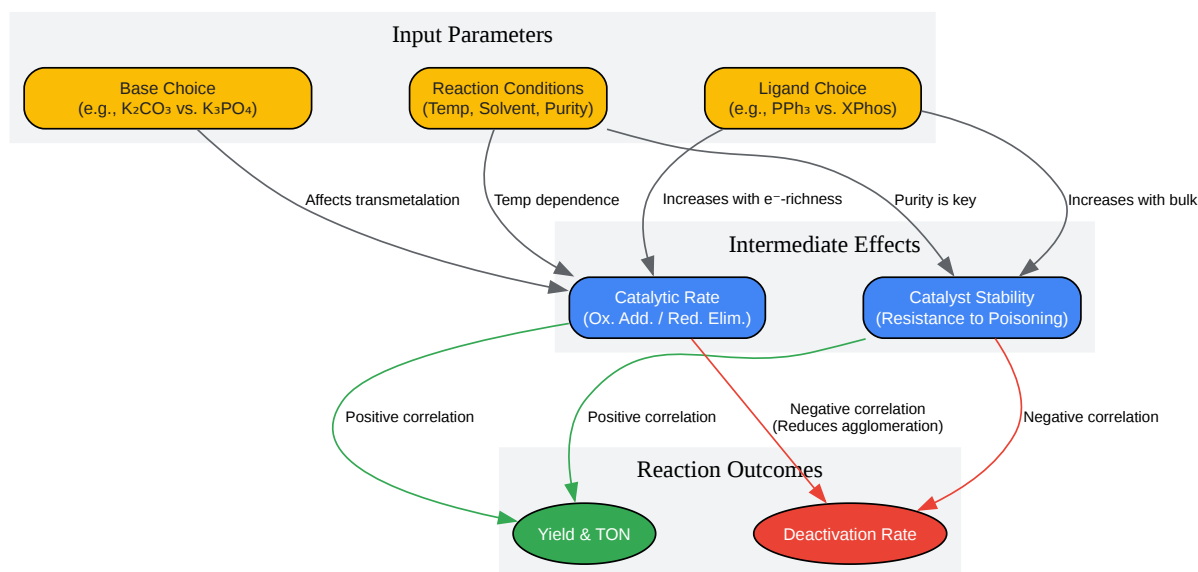 Input Parameters
Base Choice
(e.g., K₂CO₃ vs. K₃PO₄)
Reaction Conditions
(Temp, Solvent, Purity)
Ligand Choice
(e.g., PPh₃ vs. XPhos)
Affects transmetalation
Temp dependence
Increases with e⁻-richness
Purity is key
Increases with bulk
Intermediate Effects
Catalytic Rate
(Ox. Add. / Red. Elim.)
Catalyst Stability
(Resistance to Poisoning)
Positive correlation
Positive correlation
Negative correlation
(Reduces agglomeration)
Negative correlation
Reaction Outcomes
Yield & TON
Deactivation Rate